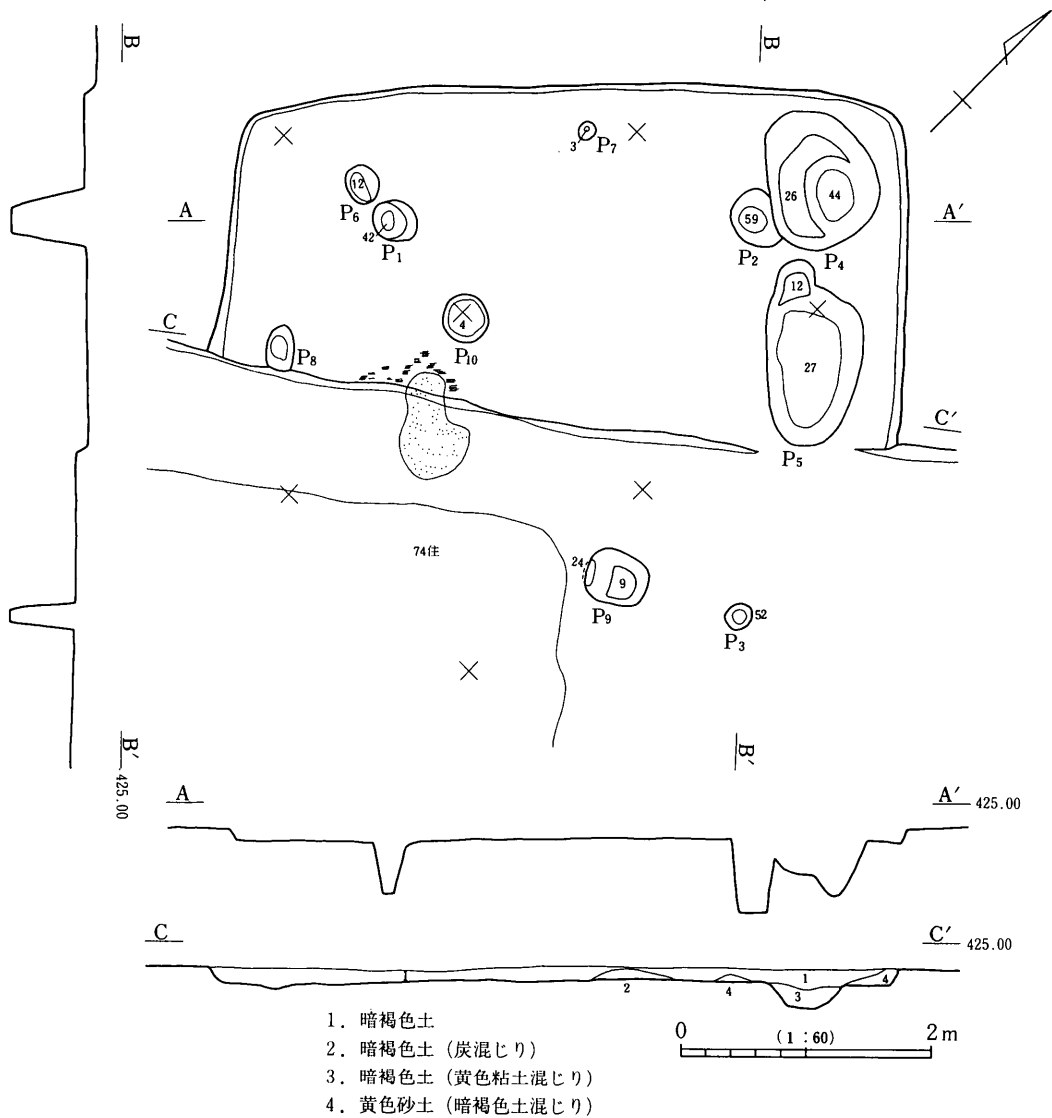 B
B
3 P7
12
P6
A
42 P1
26
44
59
P2
P4
A'
12
C
P8
4
P10
27
C'
P5
74住
24
9
P9
52
P3
B'
425.00
B'
A
A' 425.00
C
C' 425.00
1
2
4
3
4
1. 暗褐色土
2. 暗褐色土 (炭混じり)
3. 暗褐色土 (黄色粘土混じり)
4. 黄色砂土 (暗褐色土混じり)
0 (1:60) 2m